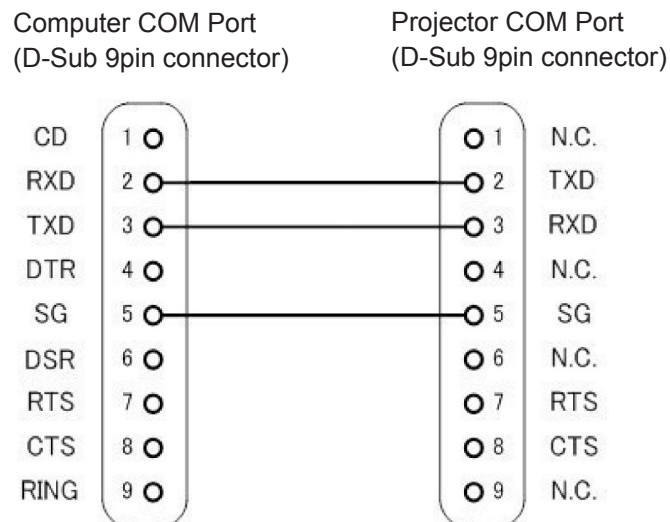 Computer COM Port
(D-Sub 9pin connector)
Projector COM Port
(D-Sub 9pin connector)
CD 1 1 N.C.
RXD 2 2 TXD
TXD 3 3 RXD
DTR 4 4 N.C.
SG 5 5 SG
DSR 6 6 N.C.
RTS 7 7 RTS
CTS 8 8 CTS
RING 9 9 N.C.